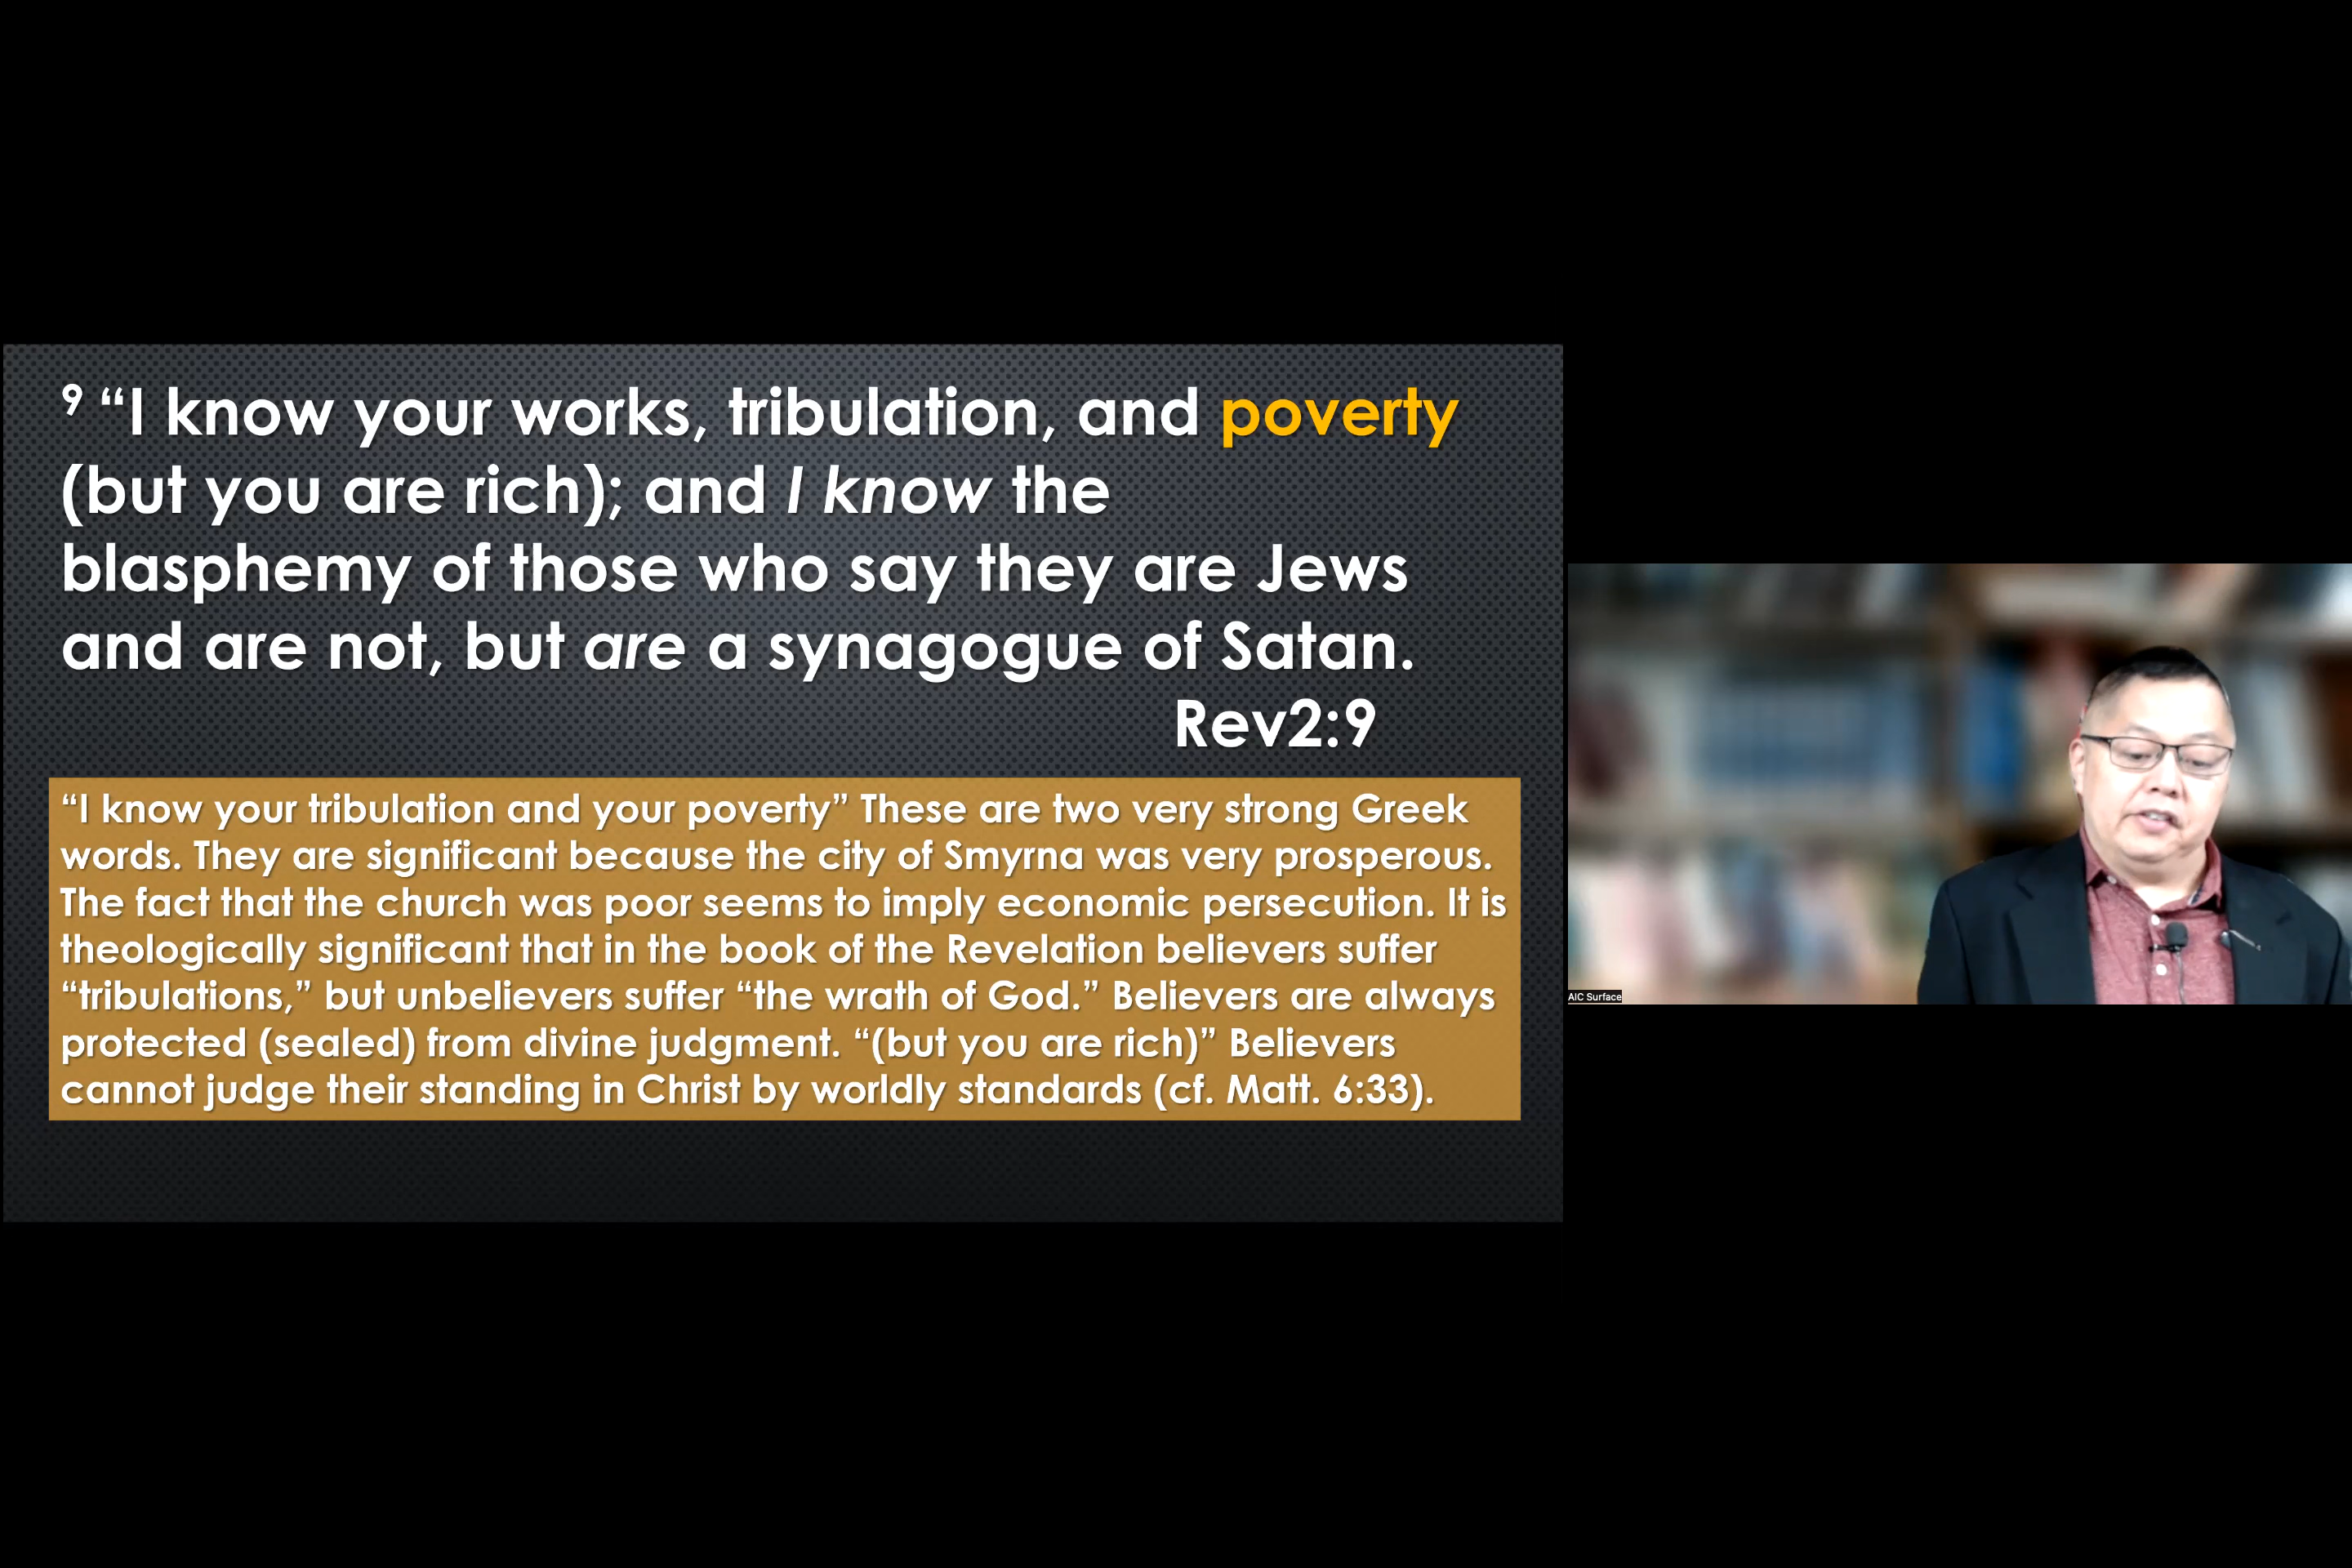 9 “I know your works, tribulation, and poverty
(but you are rich); and I know the
blasphemy of those who say they are Jews
and are not, but are a synagogue of Satan.
Rev2:9
“I know your tribulation and your poverty” These are two very strong Greek
words. They are significant because the city of Smyrna was very prosperous.
The fact that the church was poor seems to imply economic persecution. It is
theologically significant that in the book of the Revelation believers suffer
“tribulations,” but unbelievers suffer “the wrath of God.” Believers are always
protected (sealed) from divine judgment. “(but you are rich)” Believers
cannot judge their standing in Christ by worldly standards (cf. Matt. 6:33).
AIC Surface